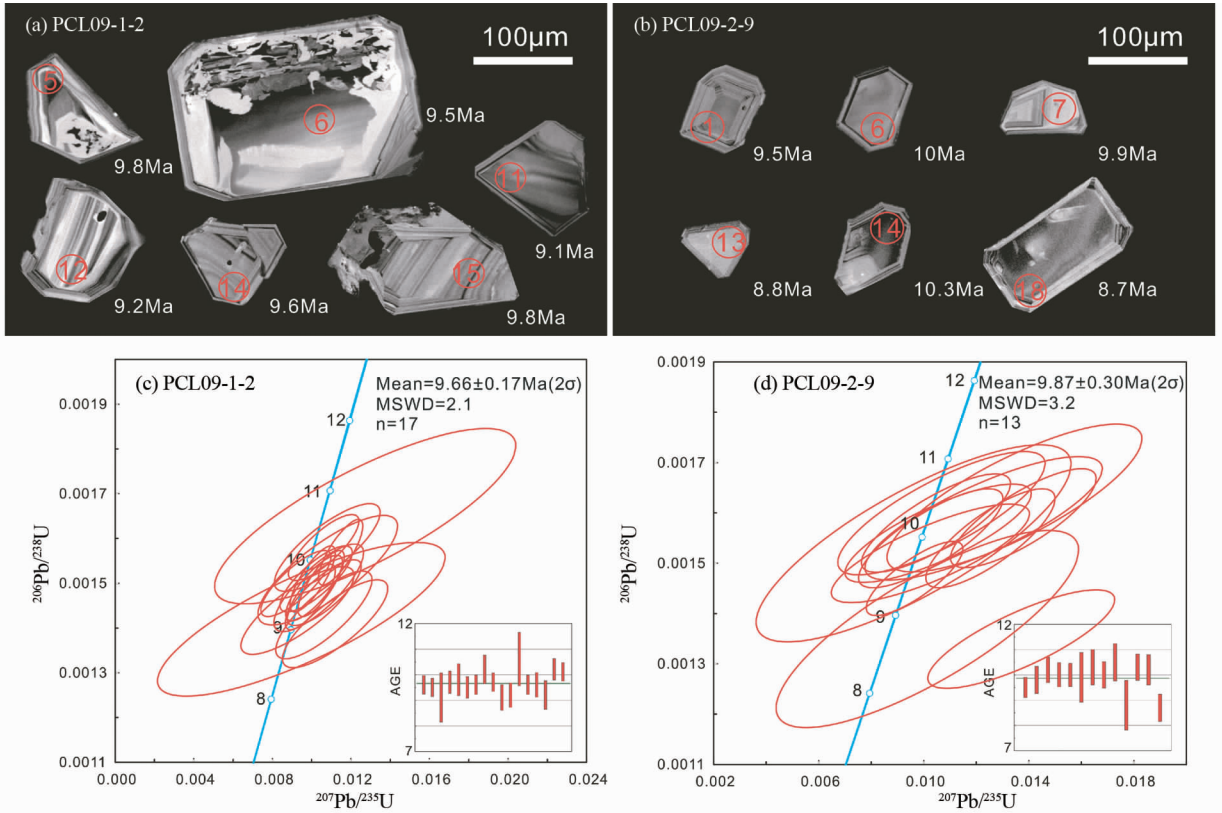 (a) PCL09-1-2
100μm
5
6
9.5Ma
9.8Ma
11
9.1Ma
12
14
15
9.2Ma
9.6Ma
9.8Ma
(b) PCL09-2-9
100μm
1
6
7
9.5Ma
10Ma
9.9Ma
13
14
18
8.8Ma
10.3Ma
8.7Ma
(c) PCL09-1-2
Mean=9.66±0.17Ma(2σ)
MSWD=2.1
n=17
0.0019
0.0017
0.0015
0.0013
0.0011
206Pb/238U
12
11
10
9
8
12
AGE
7
0.000 0.004 0.008 0.012 0.016 0.020 0.024
207Pb/235U
(d) PCL09-2-9
Mean=9.87±0.30Ma(2σ)
MSWD=3.2
n=13
0.0019
0.0017
0.0015
0.0013
0.0011
206Pb/238U
12
11
10
9
8
12
AGE
7
0.002 0.006 0.010 0.014 0.018
207Pb/235U